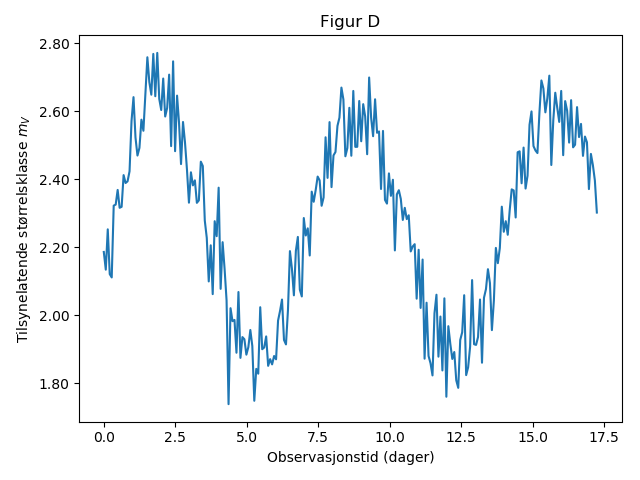 Figur D
2.80
2.60
2.40
2.20
2.00
1.80
Tilsynelatende størrelsklasse m_V
0.0 2.5 5.0 7.5 10.0 12.5 15.0 17.5
Observasjonstid (dager)